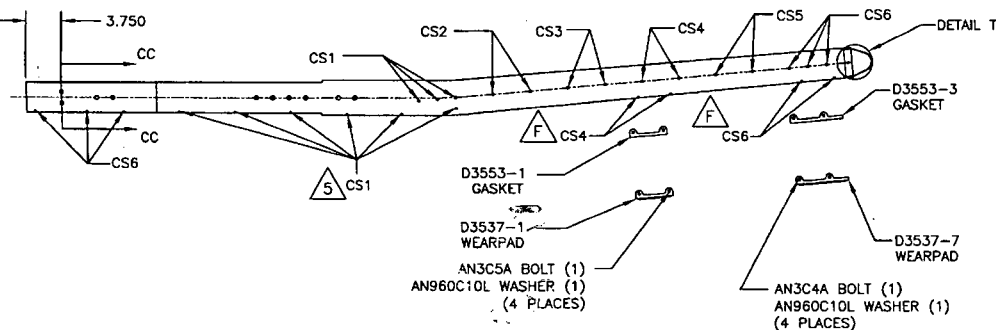 3.750
CC
CS1
CS2
CS3
CS4
CS5
CS6
DETAIL T
D3553-3
GASKET
CC
CS6
5
CS1
F
CS4
F
CS6
D3553-1
GASKET
D3537-1
WEARPAD
AN3C5A BOLT (1)
AN960C10L WASHER (1)
(4 PLACES)
D3537-7
WEARPAD
AN3C4A BOLT (1)
AN960C10L WASHER (1)
(4 PLACES)